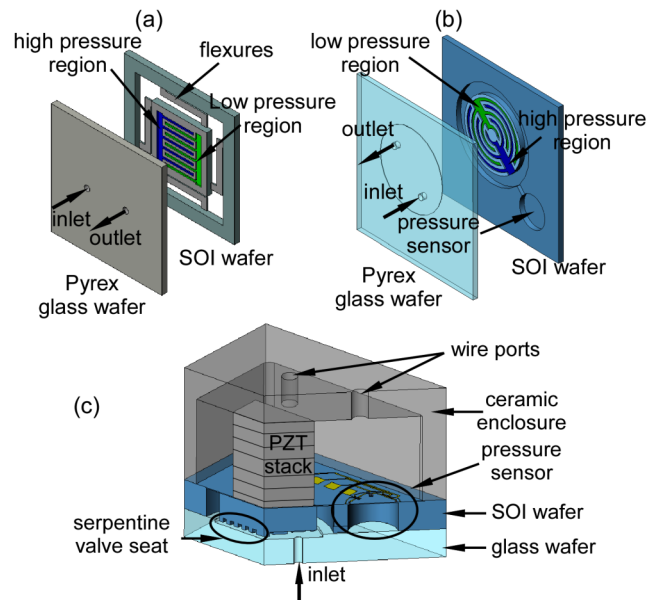 (a)
high pressure
region
flexures
Low pressure
region
inlet
outlet
SOI wafer
Pyrex
glass wafer
(b)
low pressure
region
high pressure
region
outlet
inlet
pressure
sensor
SOI wafer
Pyrex
glass wafer
(c)
wire ports
ceramic
enclosure
PZT
stack
pressure
sensor
SOI wafer
serpentine
valve seat
glass wafer
inlet